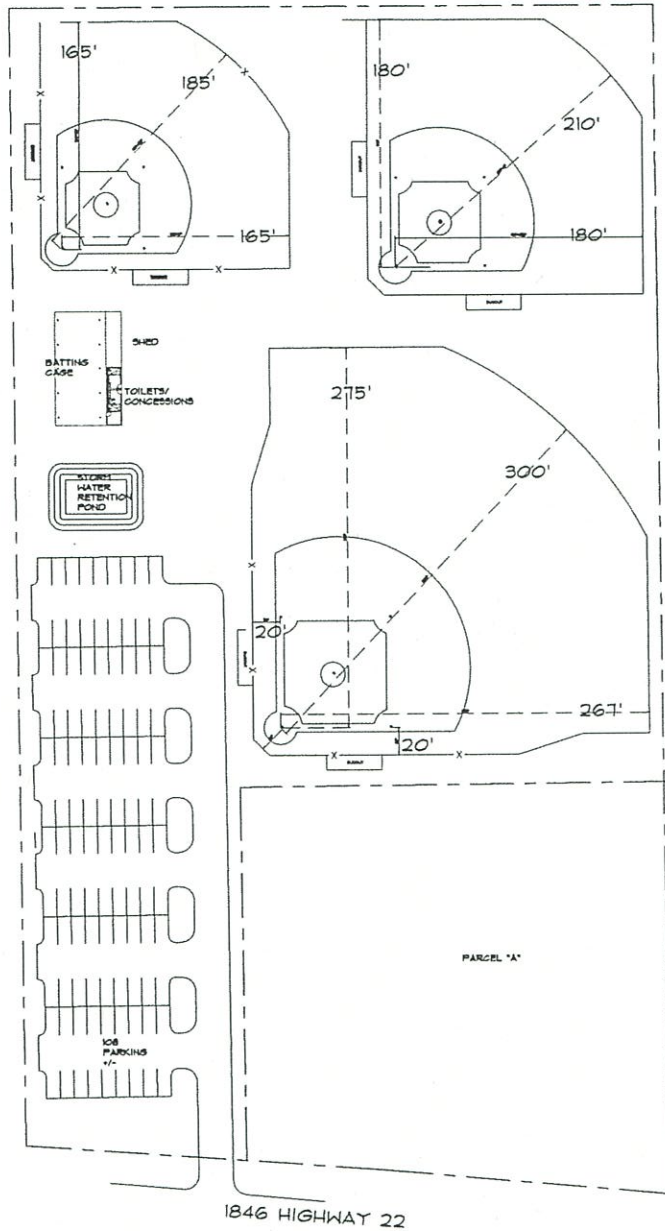 165'
185'
165'
180'
210'
180'
BATTING
CAGE
SHED
TOILETS/
CONCESSIONS
STORM
WATER
RETENTION
POND
275'
300'
20'
267'
20'
PARCEL "A"
108
PARKING
+/-
1846 HIGHWAY 22